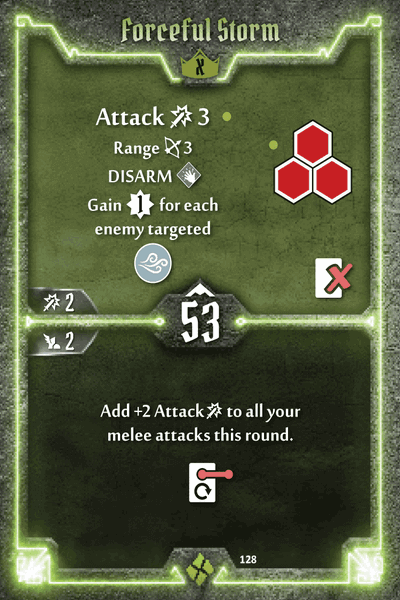 Forceful Storm
X
Attack 3
Range 3
DISARM
Gain 1 for each
enemy targeted
2
53
2
Add +2 Attack to all your
melee attacks this round.
128